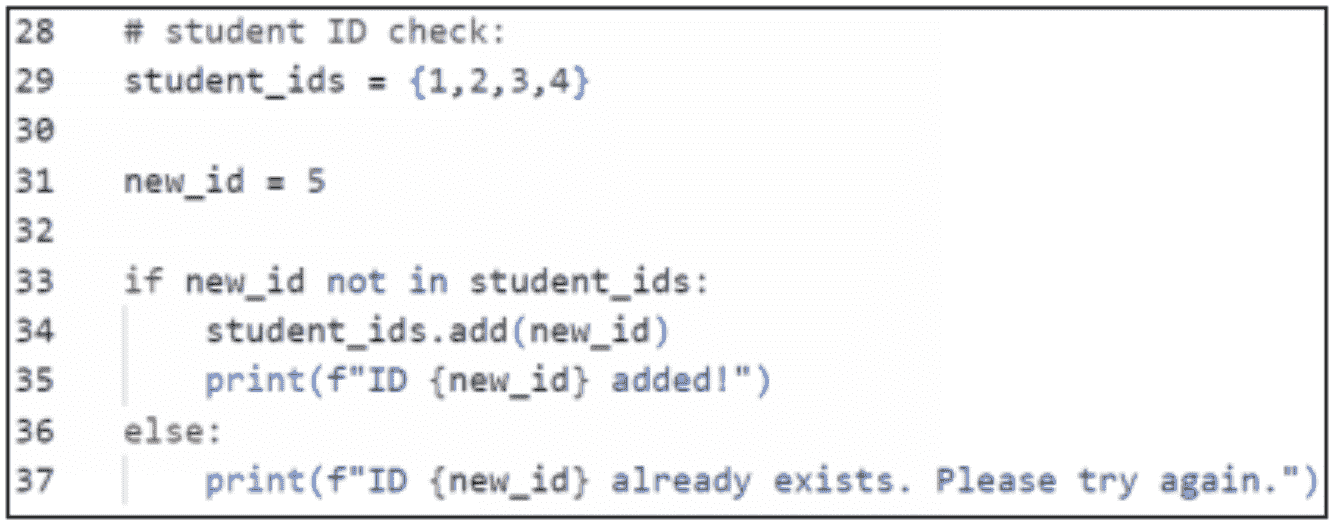 28 # student ID check:
29 student_ids = {1,2,3,4}
30
31 new_id = 5
32
33 if new_id not in student_ids:
34     student_ids.add(new_id)
35     print(f"ID {new_id} added!")
36 else:
37     print(f"ID {new_id} already exists. Please try again.")